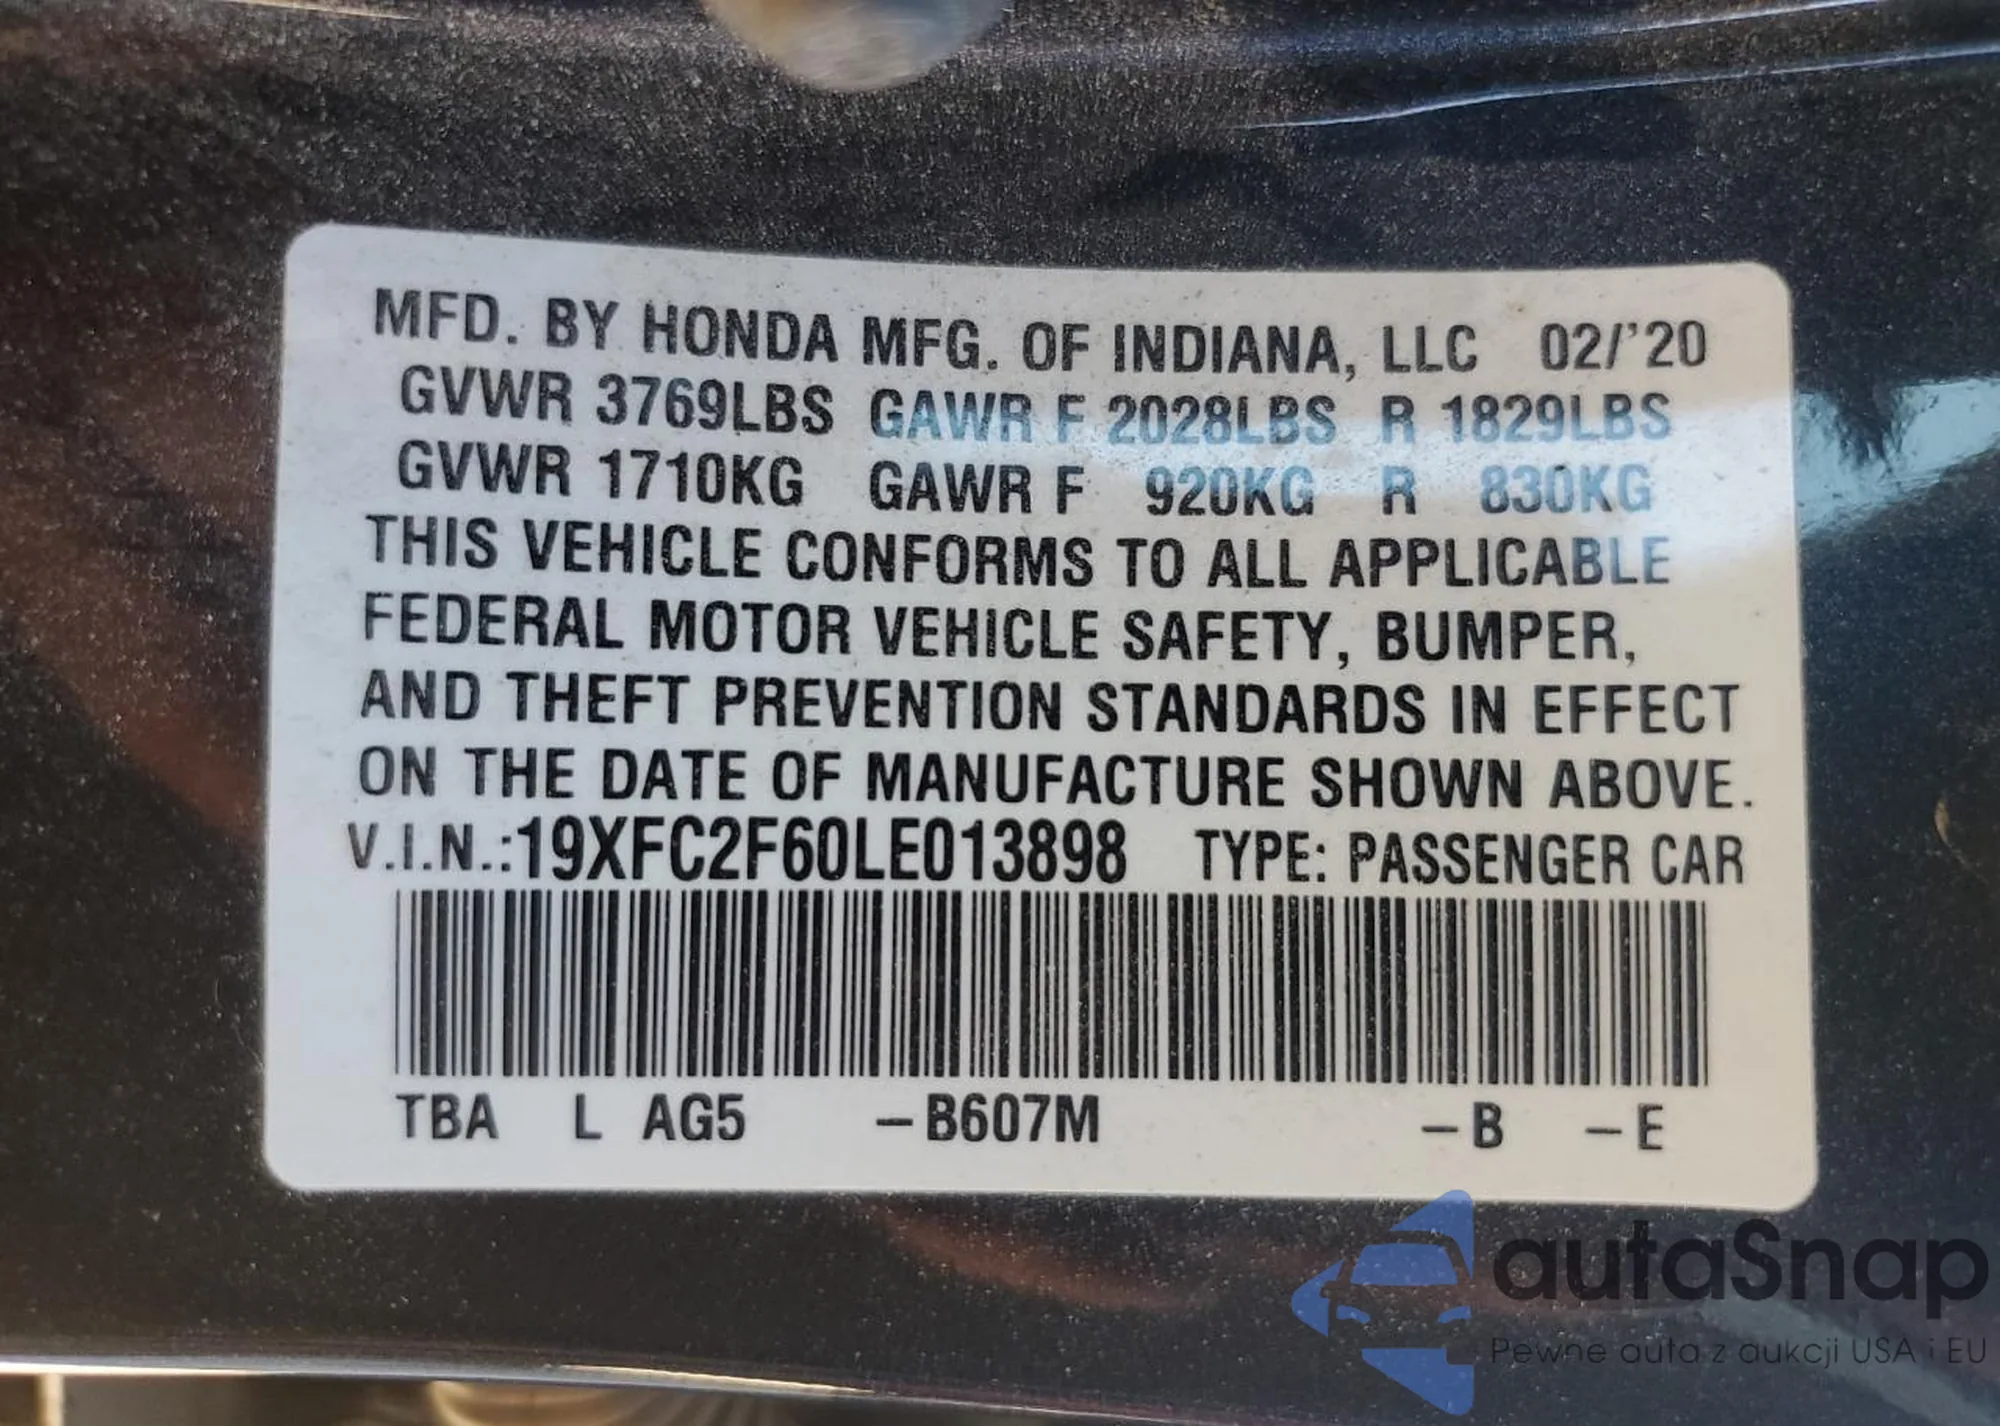 MFD. BY HONDA MFG. OF INDIANA, LLC 02/'20
GVWR 3769LBS GAWR F 2028LBS R 1829LBS
GVWR 1710KG GAWR F 920KG R 830KG
THIS VEHICLE CONFORMS TO ALL APPLICABLE
FEDERAL MOTOR VEHICLE SAFETY, BUMPER,
AND THEFT PREVENTION STANDARDS IN EFFECT
ON THE DATE OF MANUFACTURE SHOWN ABOVE.
V.I.N.:19XFC2F60LE013898 TYPE: PASSENGER CAR
TBA L AG5 –B607M –B –E
autaSnap
Pewne auta z aukcji USA i EU